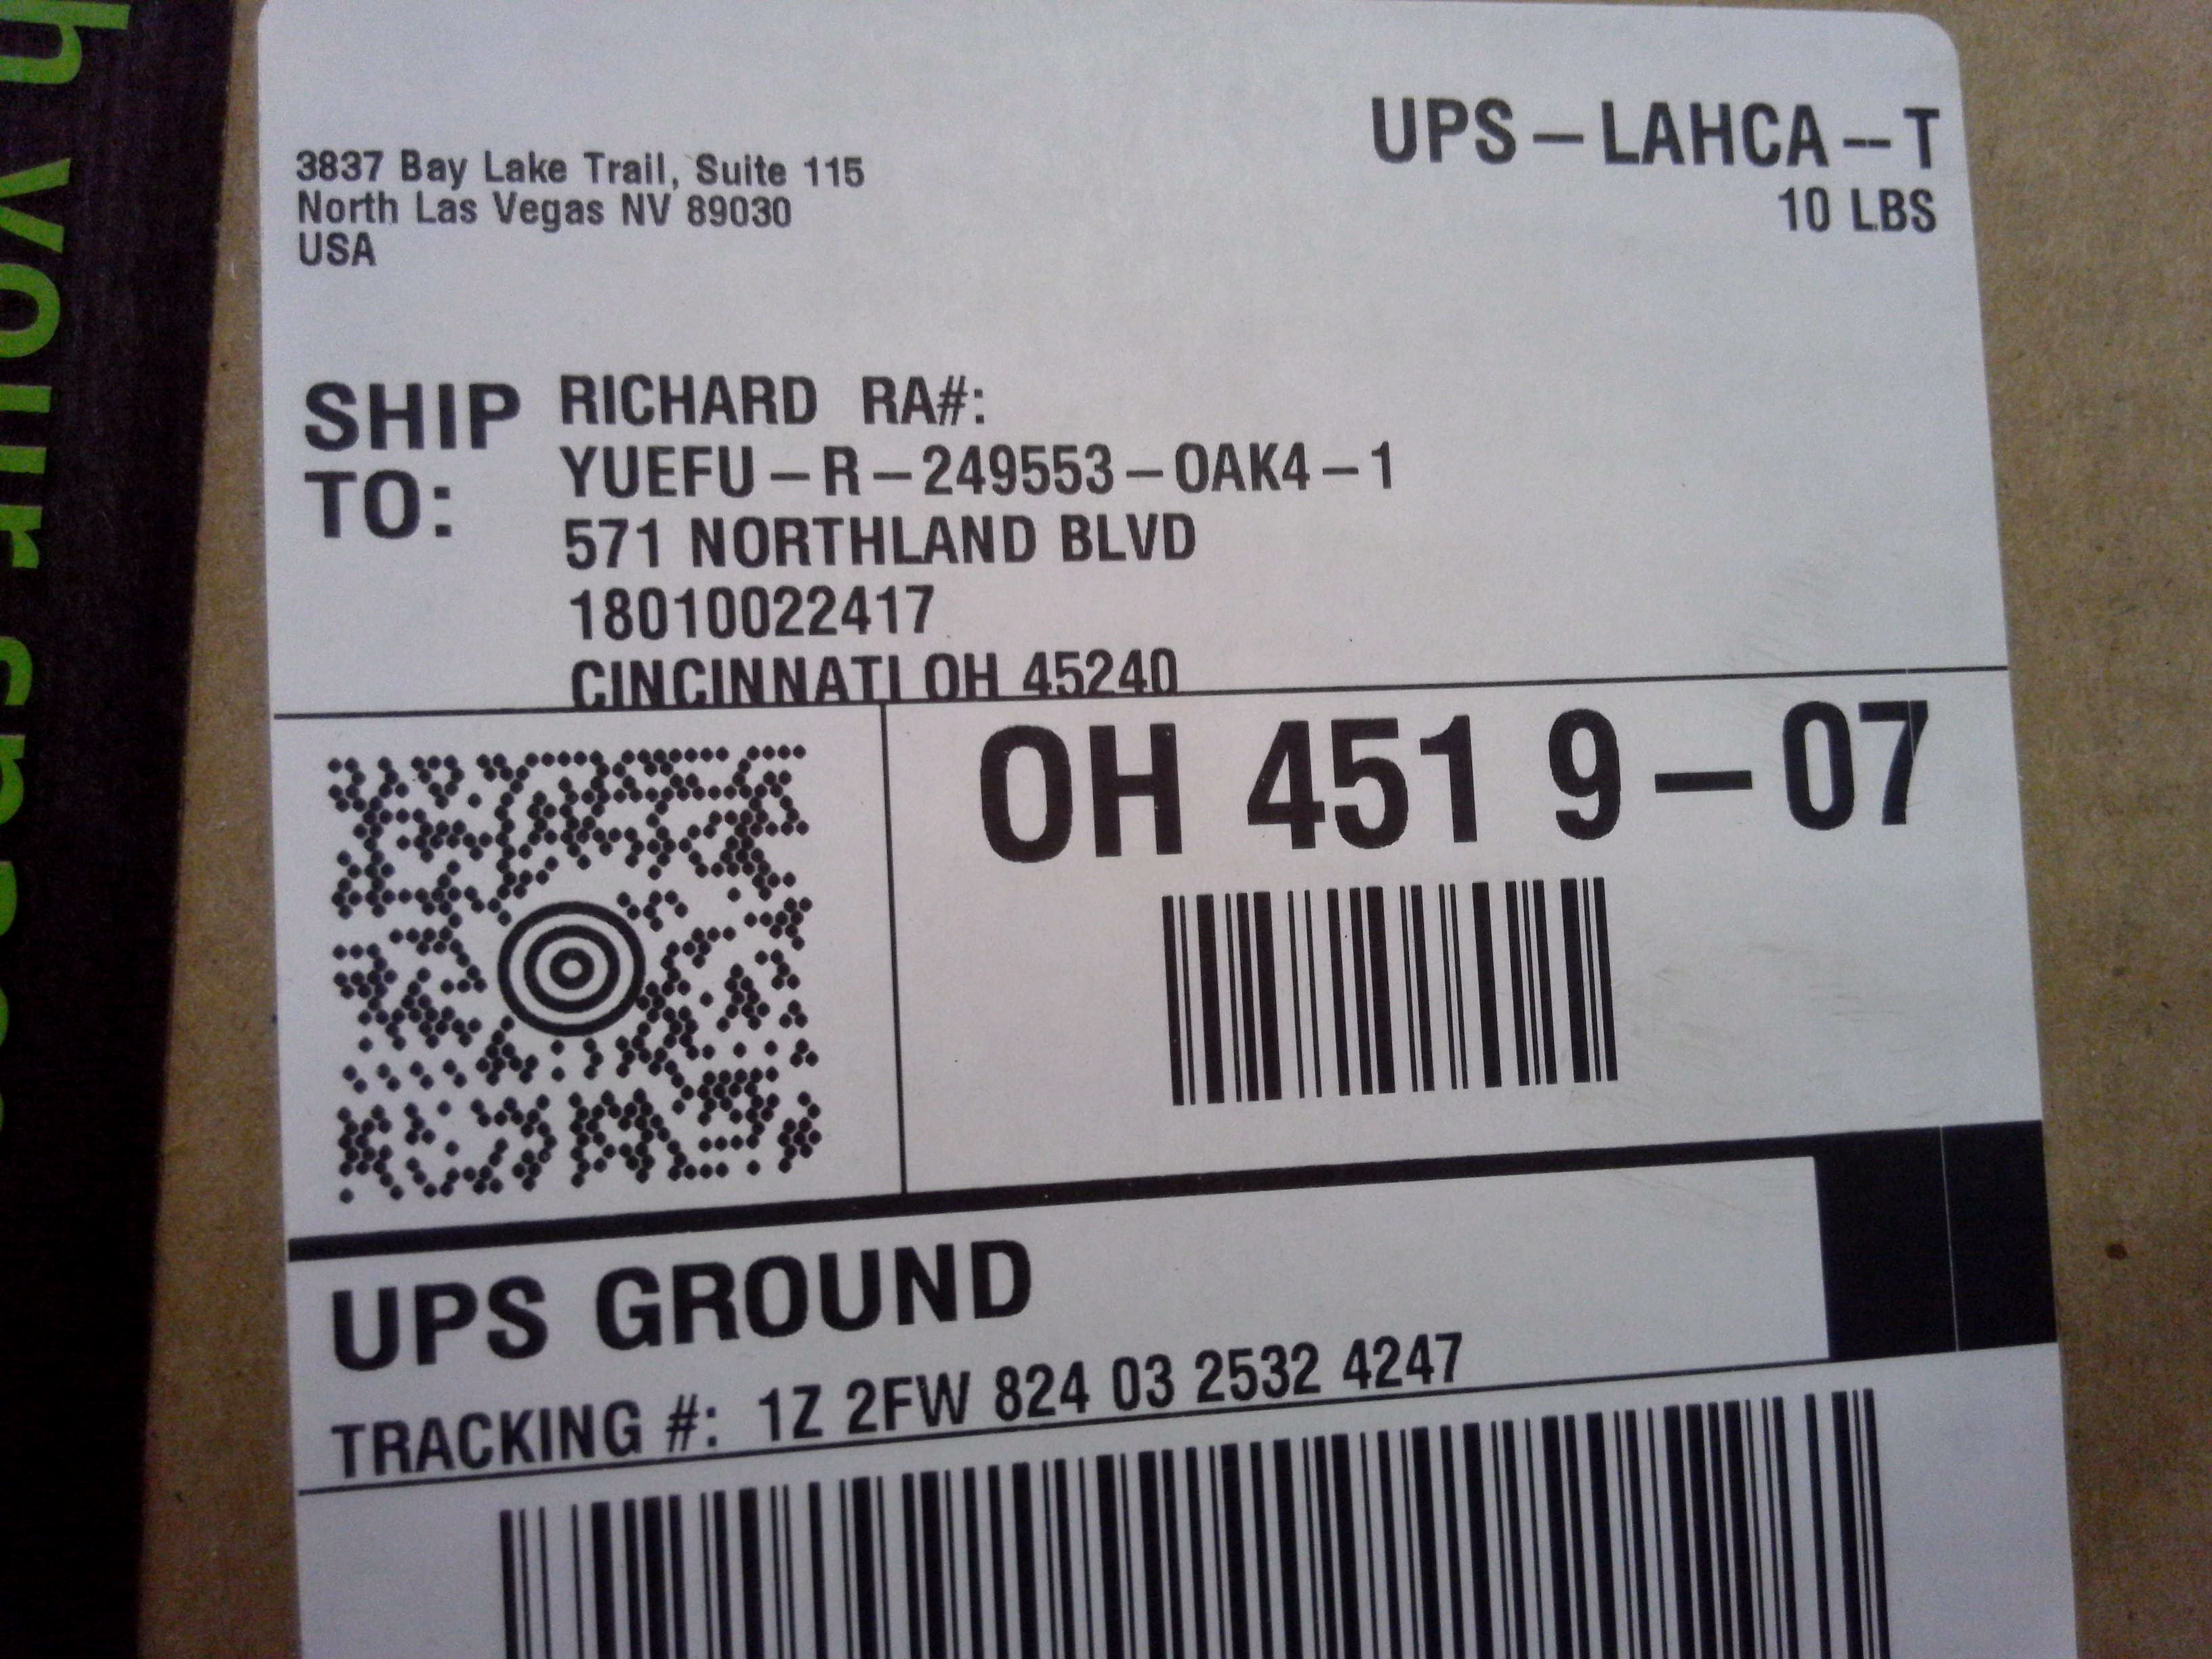 3837 Bay Lake Trail, Suite 115
North Las Vegas NV 89030
USA
UPS – LAHCA –– T
10 LBS
SHIP TO:
RICHARD RA#:
YUEFU – R – 249553 – OAK4 – 1
571 NORTHLAND BLVD
18010022417
CINCINNATI OH 45240
OH 451 9 – 07
UPS GROUND
TRACKING #: 1Z 2FW 824 03 2532 4247
h your